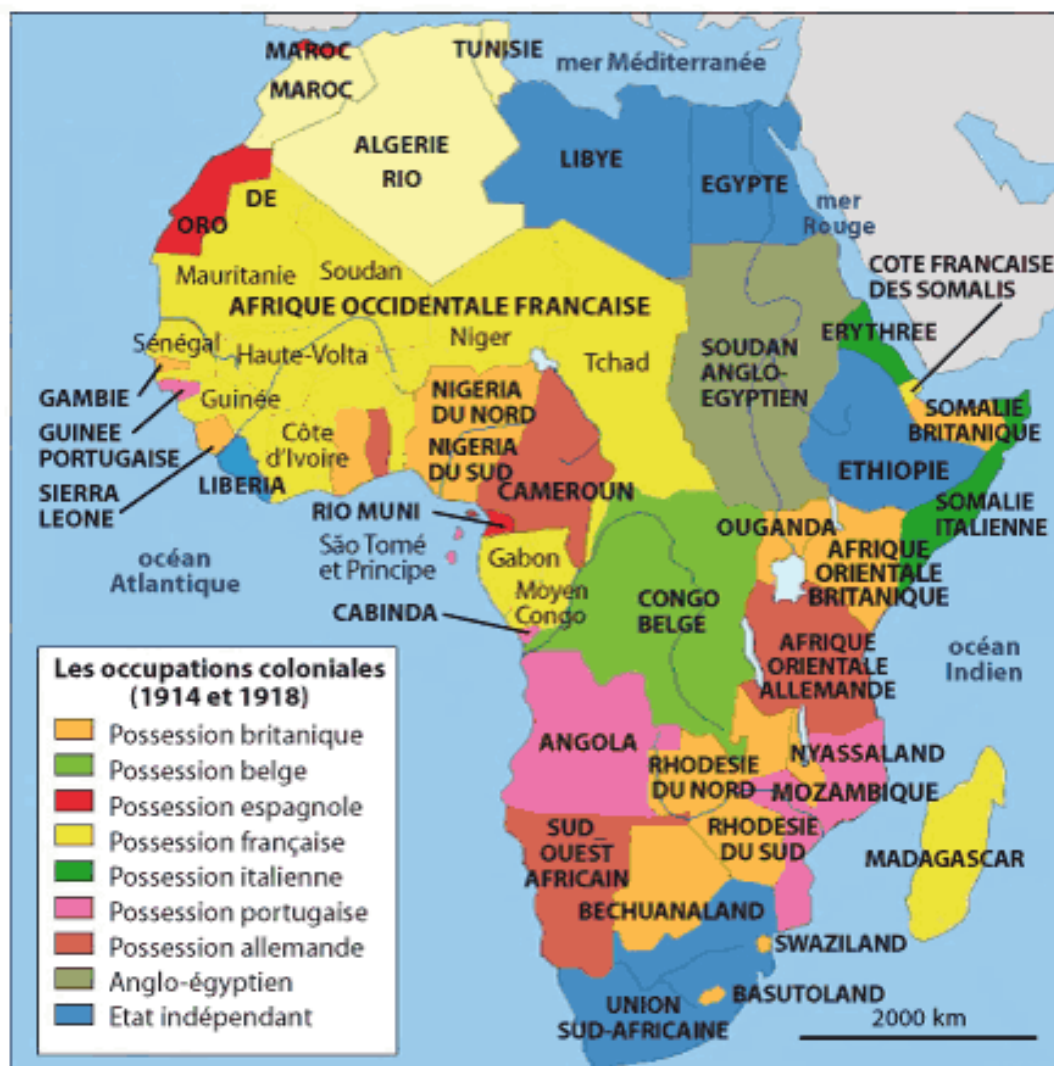 MAROC
TUNISIE
mer Méditerranée
MAROC
ALGERIE
RIO
LIBYE
EGYPTE
DE
ORO
mer
Rouge
Mauritanie
Soudan
COTE FRANCAISE
DES SOMALIS
AFRIQUE OCCIDENTALE FRANCAISE
ERYTHREE
Sénégal
Haute-Volta
Niger
Tchad
SOUDAN
ANGLO-
EGYPTIEN
GAMBIE
Guinée
NIGERIA
DU NORD
SOMALIE
BRITANIQUE
GUINEE
PORTUGAISE
Côte
d'Ivoire
NIGERIA
DU SUD
ETHIOPIE
SIERRA
LEONE
LIBERIA
CAMEROUN
SOMALIE
ITALIENNE
RIO MUNI
OUGANDA
océan
Atlantique
São Tomé
et Principe
Gabon
AFRIQUE
ORIENTALE
BRITANIQUE
CABINDA
Moyen
Congo
CONGO
BELGE
AFRIQUE
ORIENTALE
ALLEMANDE
océan
Indien
Les occupations coloniales
(1914 et 1918)
Possession britanique
Possession belge
Possession espagnole
Possession française
Possession italienne
Possession portugaise
Possession allemande
Anglo-égyptien
Etat indépendant
ANGOLA
NYASSALAND
RHODESIE
DU NORD
MOZAMBIQUE
SUD_
OUEST
AFRICAIN
RHODESIE
DU SUD
MADAGASCAR
BECHUANALAND
SWAZILAND
BASUTOLAND
UNION
SUD-AFRICAINE
2000 km